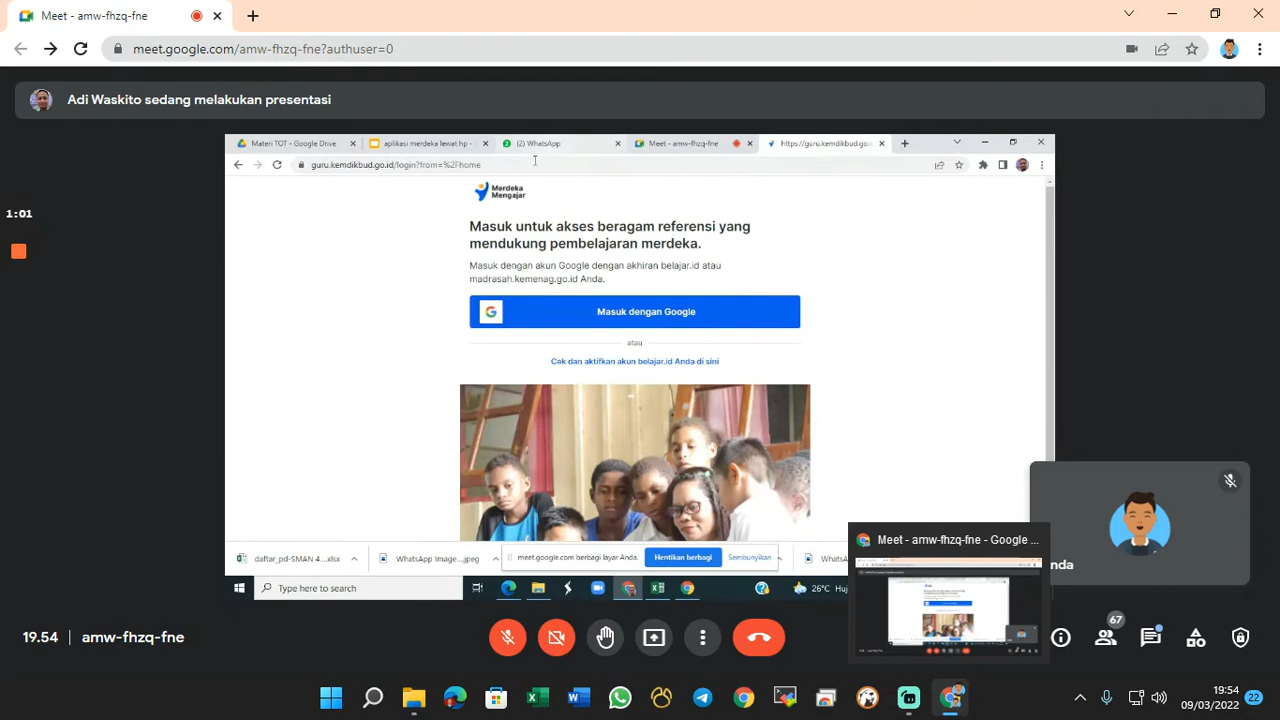 Meet - amw-fhzq-fne
meet.google.com/amw-fhzq-fne?authuser=0
Adi Waskito sedang melakukan presentasi
Materi TOT - Google Drive
aplikasi merdeka lewat hp -
(2) WhatsApp
Meet - amw-fhzq-fne
https://guru.kemdikbud.go.
guru.kemdikbud.go.id/login?from=%2Fhome
Merdeka
Mengajar
1:01
Masuk untuk akses beragam referensi yang
mendukung pembelajaran merdeka.
Masuk dengan akun Google dengan akhiran belajar.id atau
madrasah.kemenag.go.id Anda.
G
Masuk dengan Google
atau
Cek dan aktifkan akun belajar.id Anda di sini
daftar_pd-SMAN 4....xlsx
WhatsApp Image....jpeg
meet.google.com berbagi layar Anda.
Hentikan berbagi
Sembunyikan
WhatsA
Meet - amw-fhzq-fne - Google ...
nda
Type here to search
26°C Huj
19.54
amw-fhzq-fne
67
19:54
09/03/2022
22